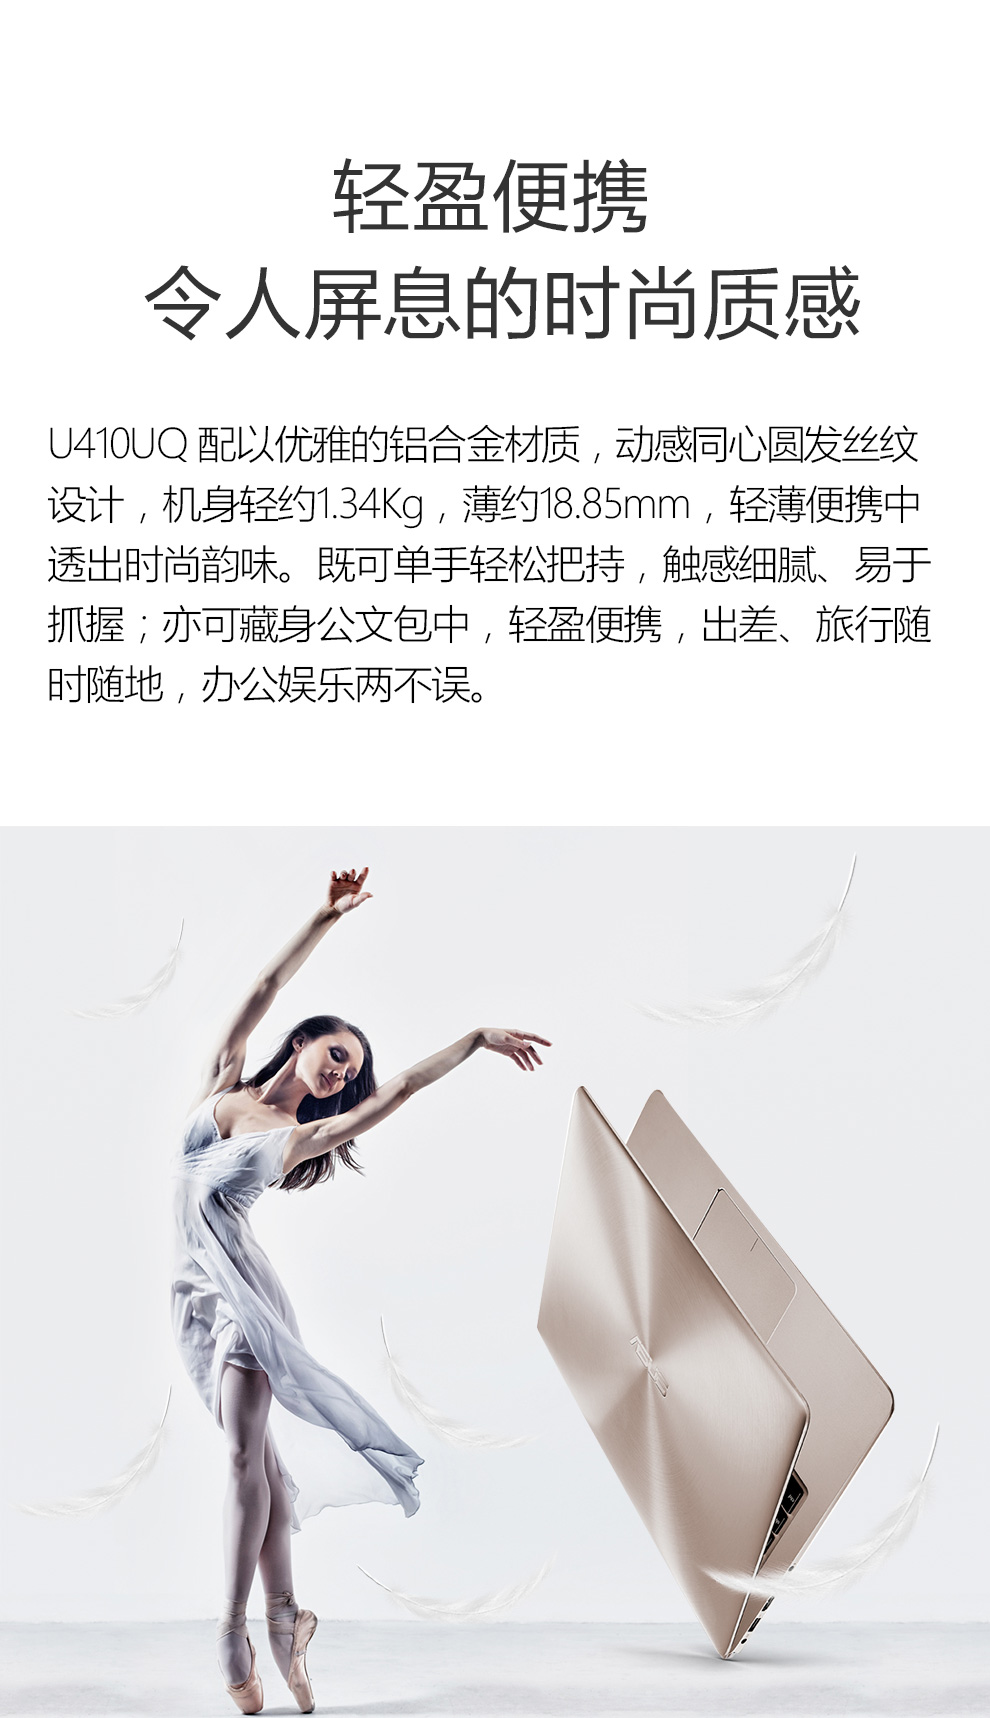 轻盈便携
令人屏息的时尚质感
U410UQ 配以优雅的铝合金材质，动感同心圆发丝纹
设计，机身轻约1.34Kg，薄约18.85mm，轻薄便携中
透出时尚韵味。既可单手轻松把持，触感细腻、易于
抓握；亦可藏身公文包中，轻盈便携，出差、旅行随
时随地，办公娱乐两不误。
ASUS